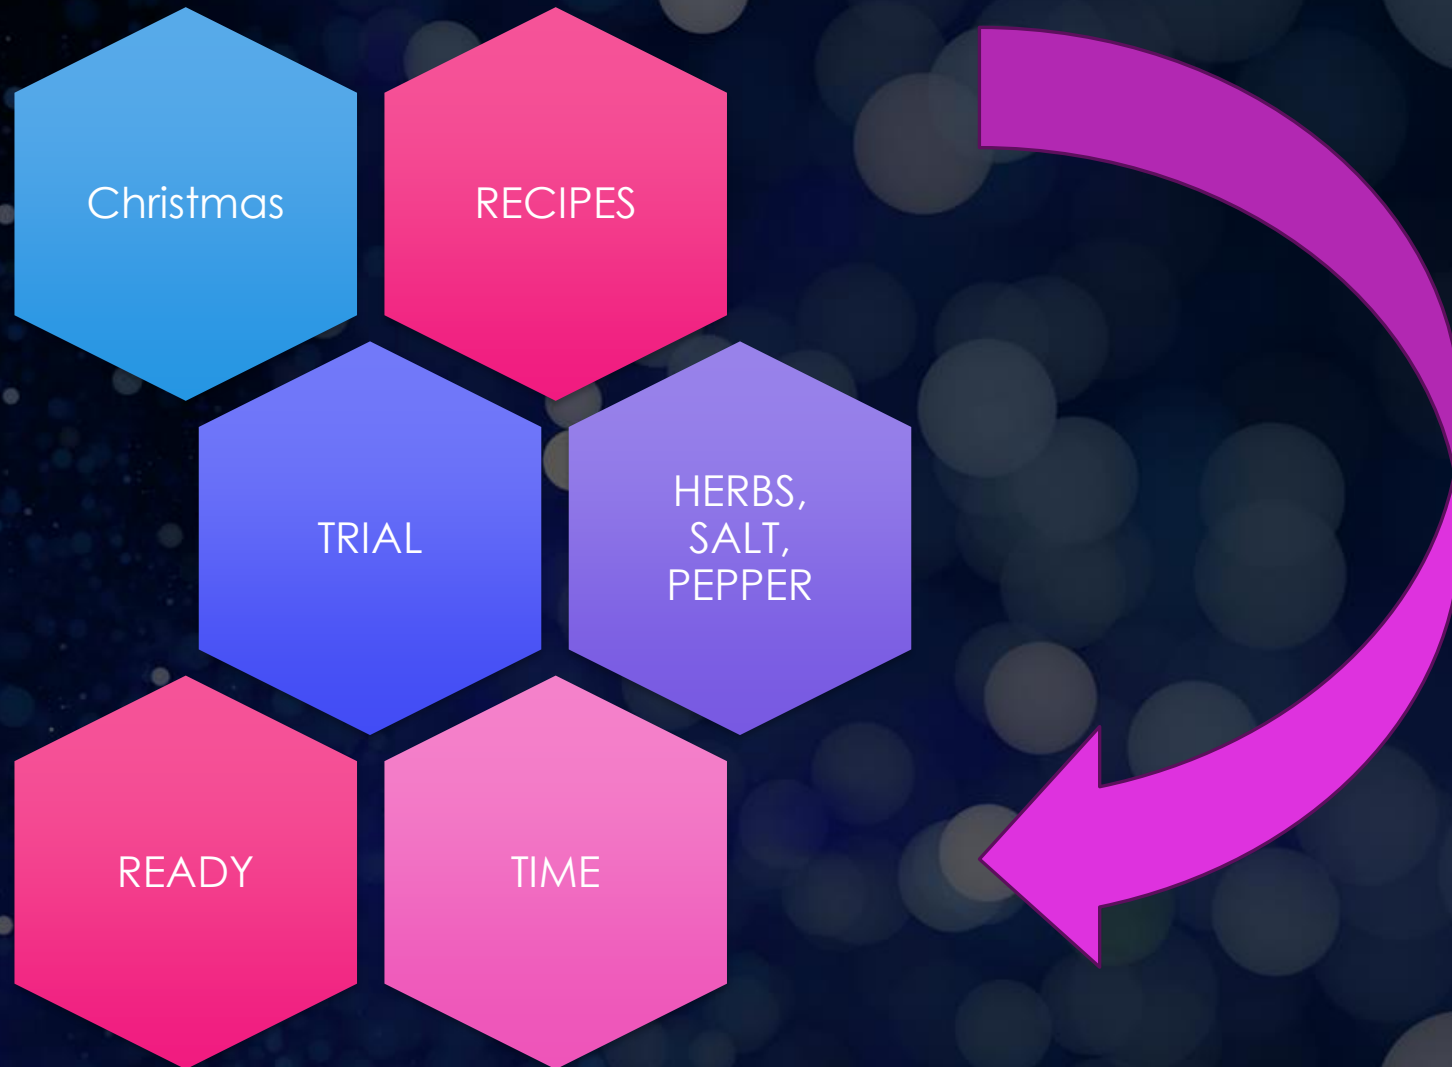 Christmas
RECIPES
TRIAL
HERBS,
SALT,
PEPPER
READY
TIME